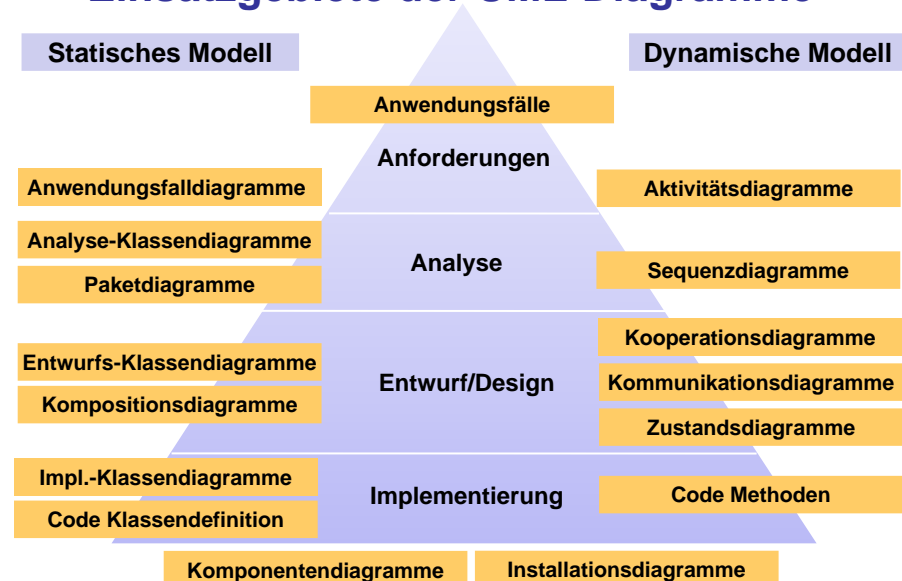 Einsatzgebiete der UML-Diagramme
Statisches Modell
Dynamische Modell
Anwendungsfälle
Anforderungen
Anwendungsfalldiagramme
Aktivitätsdiagramme
Analyse-Klassendiagramme
Analyse
Sequenzdiagramme
Paketdiagramme
Kooperationsdiagramme
Entwurfs-Klassendiagramme
Entwurf/Design
Kommunikationsdiagramme
Kompositionsdiagramme
Zustandsdiagramme
Impl.-Klassendiagramme
Implementierung
Code Methoden
Code Klassendefinition
Komponentendiagramme
Installationsdiagramme